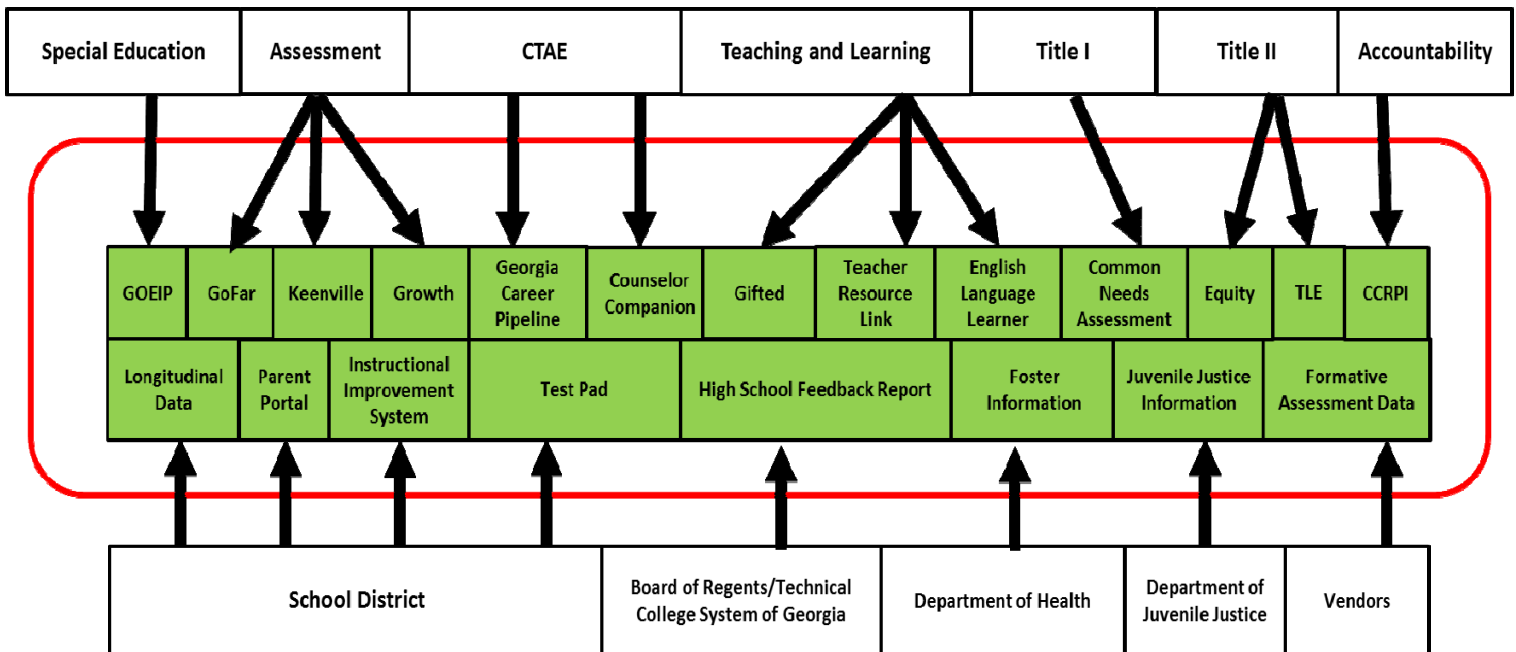 Special Education
Assessment
CTAE
Teaching and Learning
Title I
Title II
Accountability
GOEIP
GoFar
Keenville
Growth
Georgia
Career
Pipeline
Counselor
Companion
Gifted
Teacher
Resource
Link
English
Language
Learner
Common
Needs
Assessment
Equity
TLE
CCRPI
Longitudinal
Data
Parent
Portal
Instructional
Improvement
System
Test Pad
High School Feedback Report
Foster
Information
Juvenile Justice
Information
Formative
Assessment Data
School District
Board of Regents/Technical
College System of Georgia
Department of Health
Department of
Juvenile Justice
Vendors